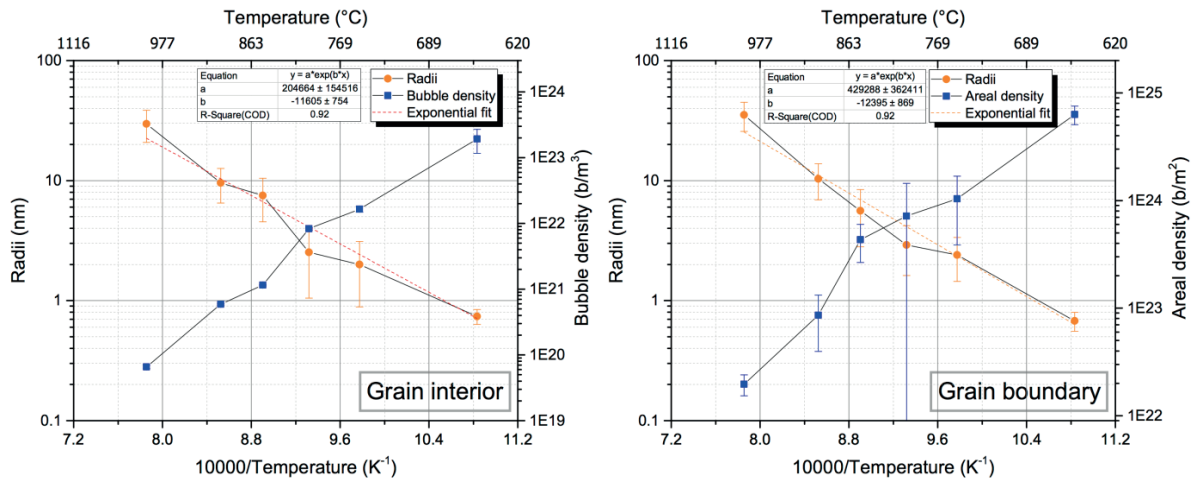 Temperature (°C)
1116 977 863 769 689 620
100
10
1
0.1
Radii (nm)
Equation y = a*exp(b*x)
a 204664 ± 154516
b -11605 ± 754
R-Square(COD) 0.92
Radii
Bubble density
Exponential fit
1E24
1E23
1E22
1E21
1E20
1E19
Bubble density (b/m³)
Grain interior
7.2 8.0 8.8 9.6 10.4 11.2
10000/Temperature (K⁻¹)
Temperature (°C)
1116 977 863 769 689 620
100
10
1
0.1
Radii (nm)
Equation y = a*exp(b*x)
a 429288 ± 362411
b -12395 ± 869
R-Square(COD) 0.92
Radii
Areal density
Exponential fit
1E25
1E24
1E23
1E22
Areal density (b/m²)
Grain boundary
7.2 8.0 8.8 9.6 10.4 11.2
10000/Temperature (K⁻¹)